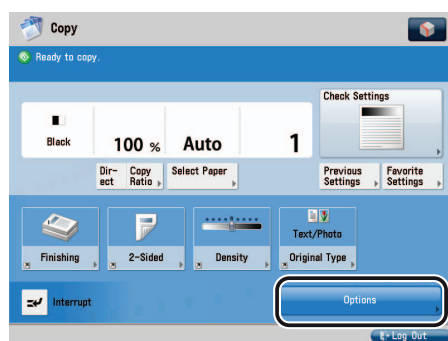 Copy
Ready to copy.
Check Settings
Black
100 %
Auto
1
Dir-
ect
Copy
Ratio
Select Paper
Previous
Settings
Favorite
Settings
Finishing
2-Sided
Density
Text/Photo
Original Type
Interrupt
Options
Log Out